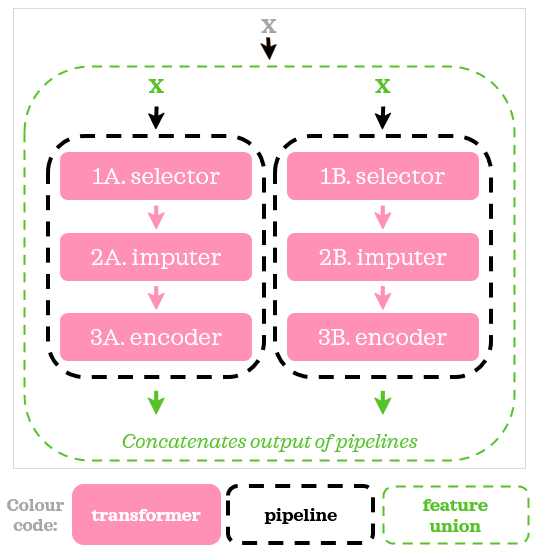 x
x x
1A. selector 1B. selector
2A. imputer 2B. imputer
3A. encoder 3B. encoder
Concatenates output of pipelines
Colour code:
transformer
pipeline
feature union